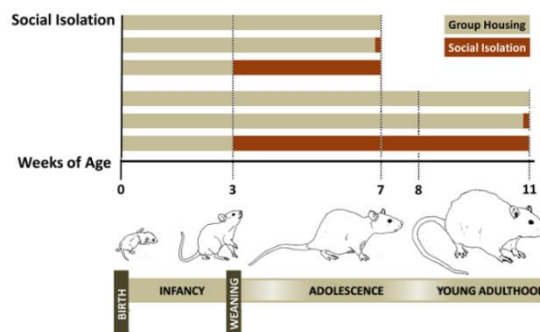 Social Isolation
Group Housing
Social Isolation
Weeks of Age
0
3
7
8
11
BIRTH
INFANCY
WEANING
ADOLESCENCE
YOUNG ADULTHOOD